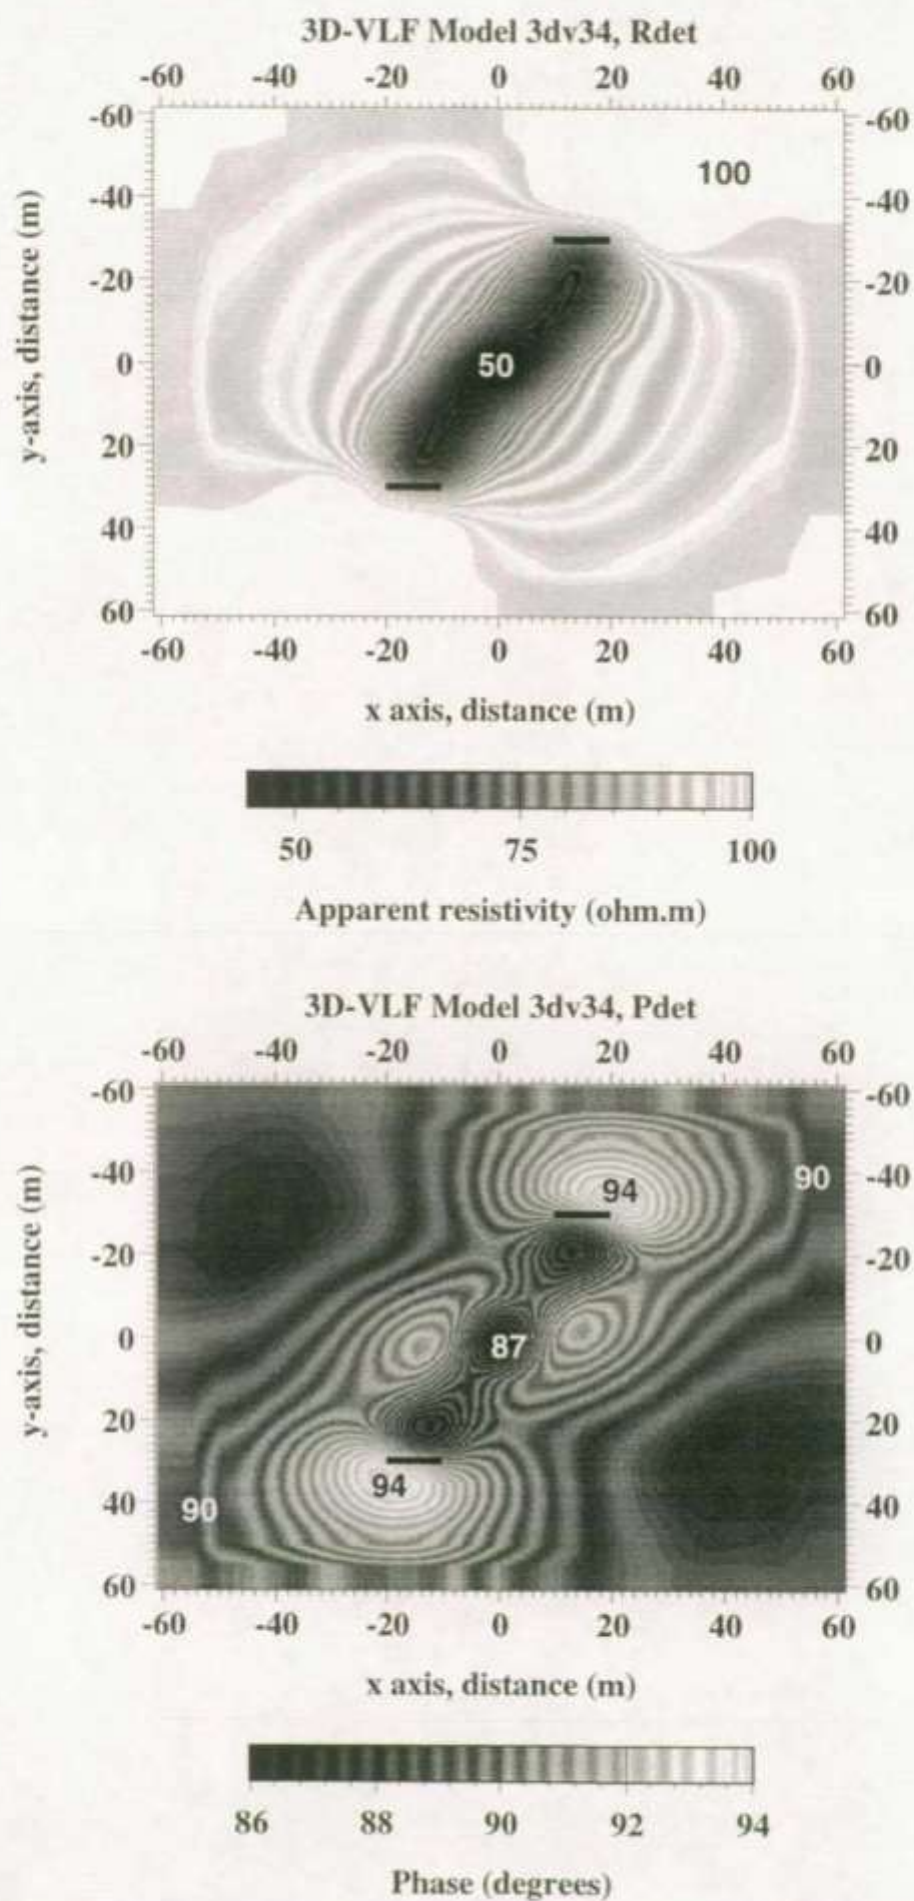 3D-VLF Model 3dv34, Rdet
-60 -40 -20 0 20 40 60
-60 -60
100
-40 -40
-20 -20
0 50 0
20 20
40 40
60 60
y-axis, distance (m)
-60 -40 -20 0 20 40 60
x axis, distance (m)
50 75 100
Apparent resistivity (ohm.m)
3D-VLF Model 3dv34, Pdet
-60 -40 -20 0 20 40 60
-60 -60
-40 94 90 -40
-20 -20
0 87 0
20 20
40 90 94 40
60 60
y-axis, distance (m)
-60 -40 -20 0 20 40 60
x axis, distance (m)
86 88 90 92 94
Phase (degrees)